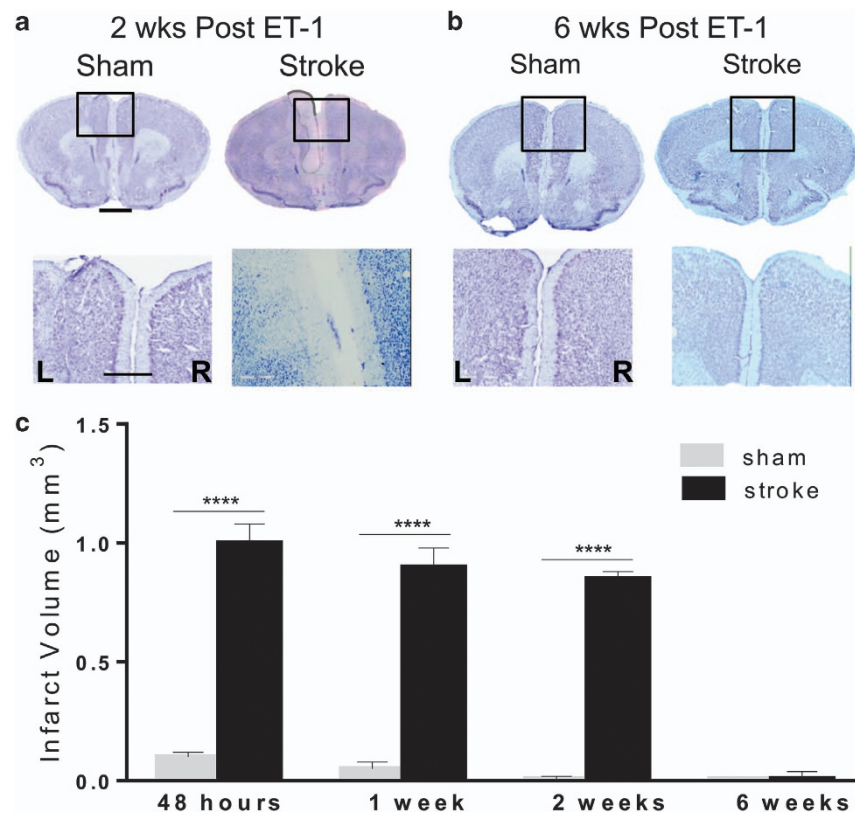 a 2 wks Post ET-1
Sham Stroke
L R
b 6 wks Post ET-1
Sham Stroke
L
c
Infarct Volume (mm³)
1.5
1.0
0.5
0.0
**** **** ****
sham
stroke
48 hours 1 week 2 weeks 6 weeks